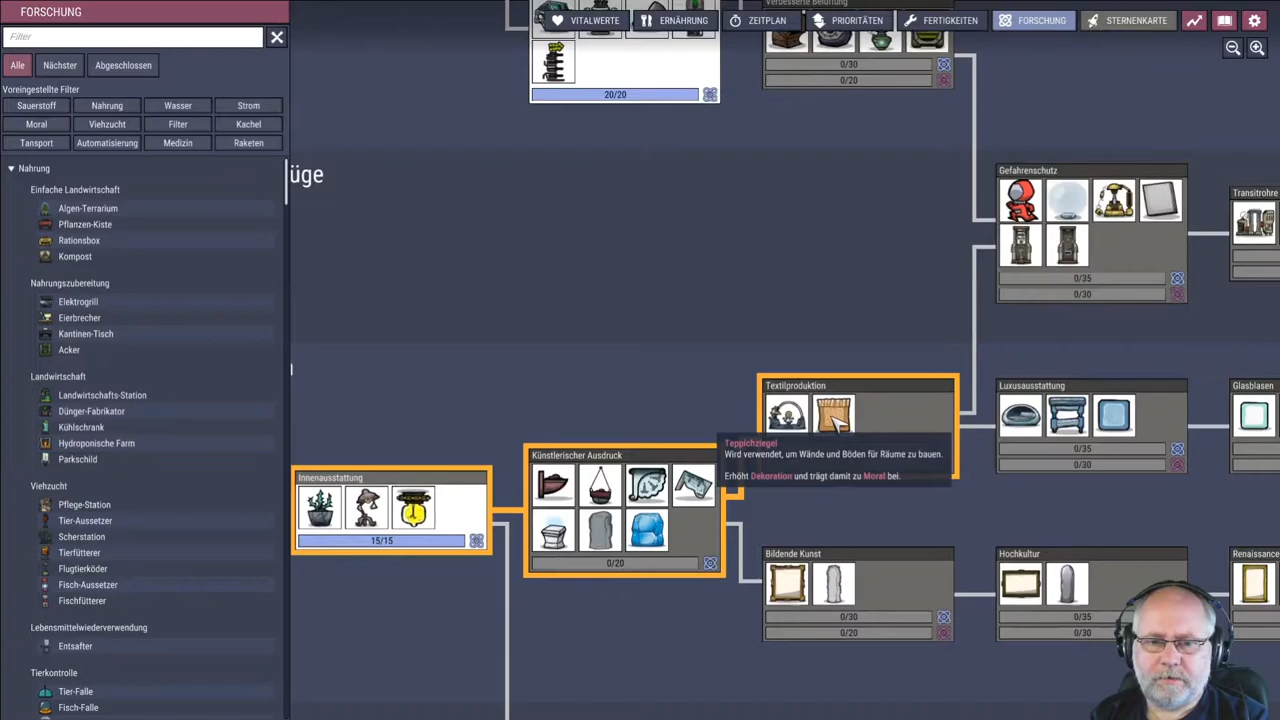 FORSCHUNG
Filter
Alle
Nächster
Abgeschlossen
Voreingestellte Filter
Sauerstoff
Nahrung
Wasser
Strom
Moral
Viehzucht
Filter
Kachel
Transport
Automatisierung
Medizin
Raketen
Nahrung
Einfache Landwirtschaft
Algen-Terrarium
Pflanzen-Kiste
Rationsbox
Kompost
Nahrungszubereitung
Elektrogrill
Eierbrecher
Kantinen-Tisch
Acker
Landwirtschaft
Landwirtschafts-Station
Dünger-Fabrikator
Kühlschrank
Hydroponische Farm
Parkschild
Viehzucht
Pflege-Station
Tier-Aussetzer
Scherstation
Tierfütterer
Flugtierköder
Fisch-Aussetzer
Fischfütterer
Lebensmittelwiederverwendung
Entsafter
Tierkontrolle
Tier-Falle
Fisch-Falle
VITALWERTE
ERNÄHRUNG
ZEITPLAN
PRIORITÄTEN
FERTIGKEITEN
FORSCHUNG
STERNENKARTE
Verbesserte Belüftung
20/20
0/30
0/20
üge
Gefahrenschutz
0/35
0/30
Transitrohre
Textilproduktion
Teppichziegel
Wird verwendet, um Wände und Böden für Räume zu bauen.
Erhöht Dekoration und trägt damit zu Moral bei.
Luxusausstattung
0/35
0/30
Glasblasen
Innenausstattung
15/15
Künstlerischer Ausdruck
0/20
Bildende Kunst
0/30
0/20
Hochkultur
0/35
0/30
Renaissance